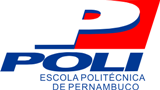 POLI
ESCOLA POLITÉCNICA
DE PERNAMBUCO